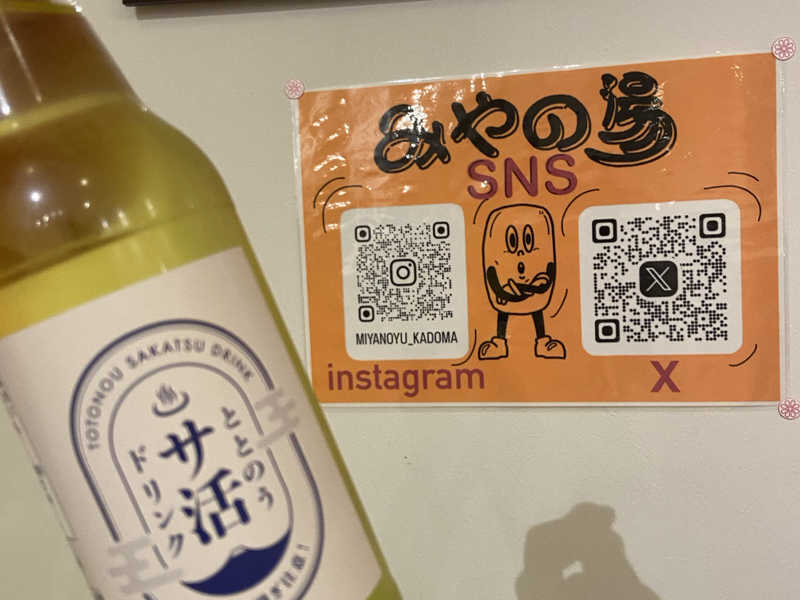 みやの湯
SNS
MIYANOYU_KADOMA
instagram
X
TOTONOU SAKATSU DRINK
ととのう
サ活
ドリンク